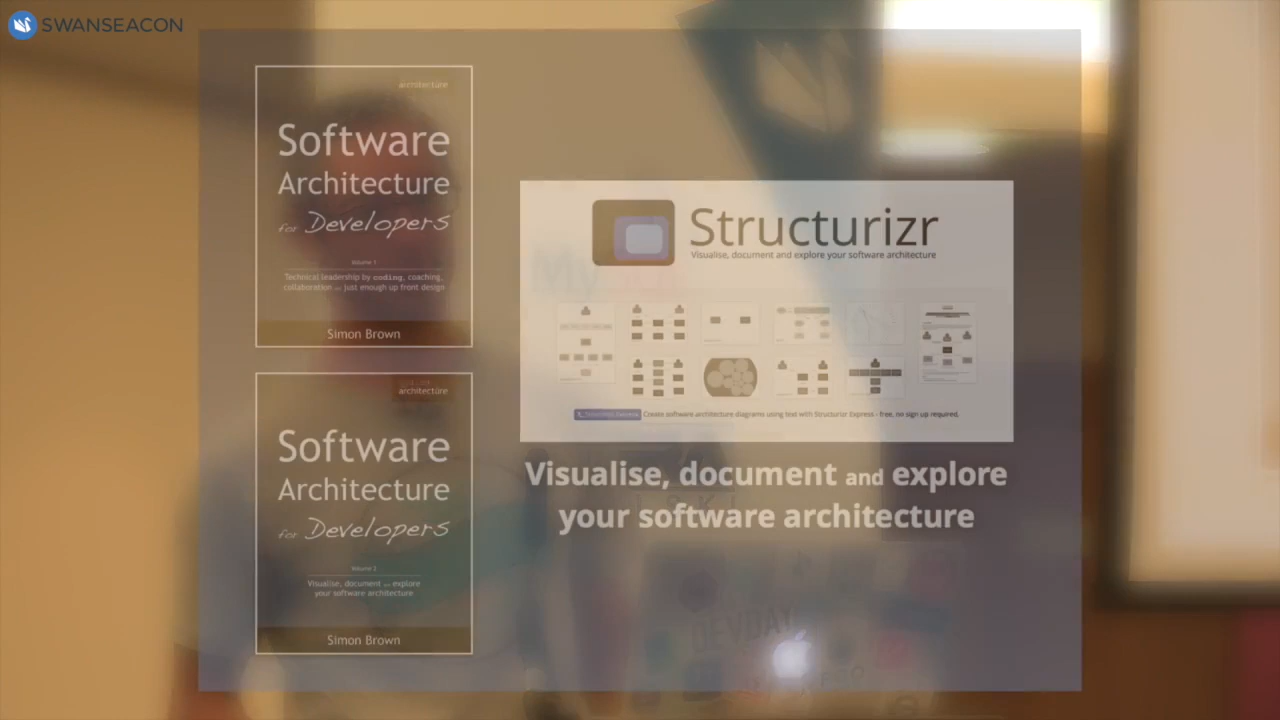 SWANSEACON
architecture
Software
Architecture
for Developers
Volume 1
Technical leadership by coding, coaching,
collaboration and just enough up front design
Simon Brown
architecture
Software
Architecture
for Developers
Volume 2
Visualise, document and explore
your software architecture
Simon Brown
Structurizr
Visualise, document and explore your software architecture
Create software architecture diagrams using text with Structurizr Express - free, no sign up required.
Visualise, document and explore
your software architecture
DEVDAY